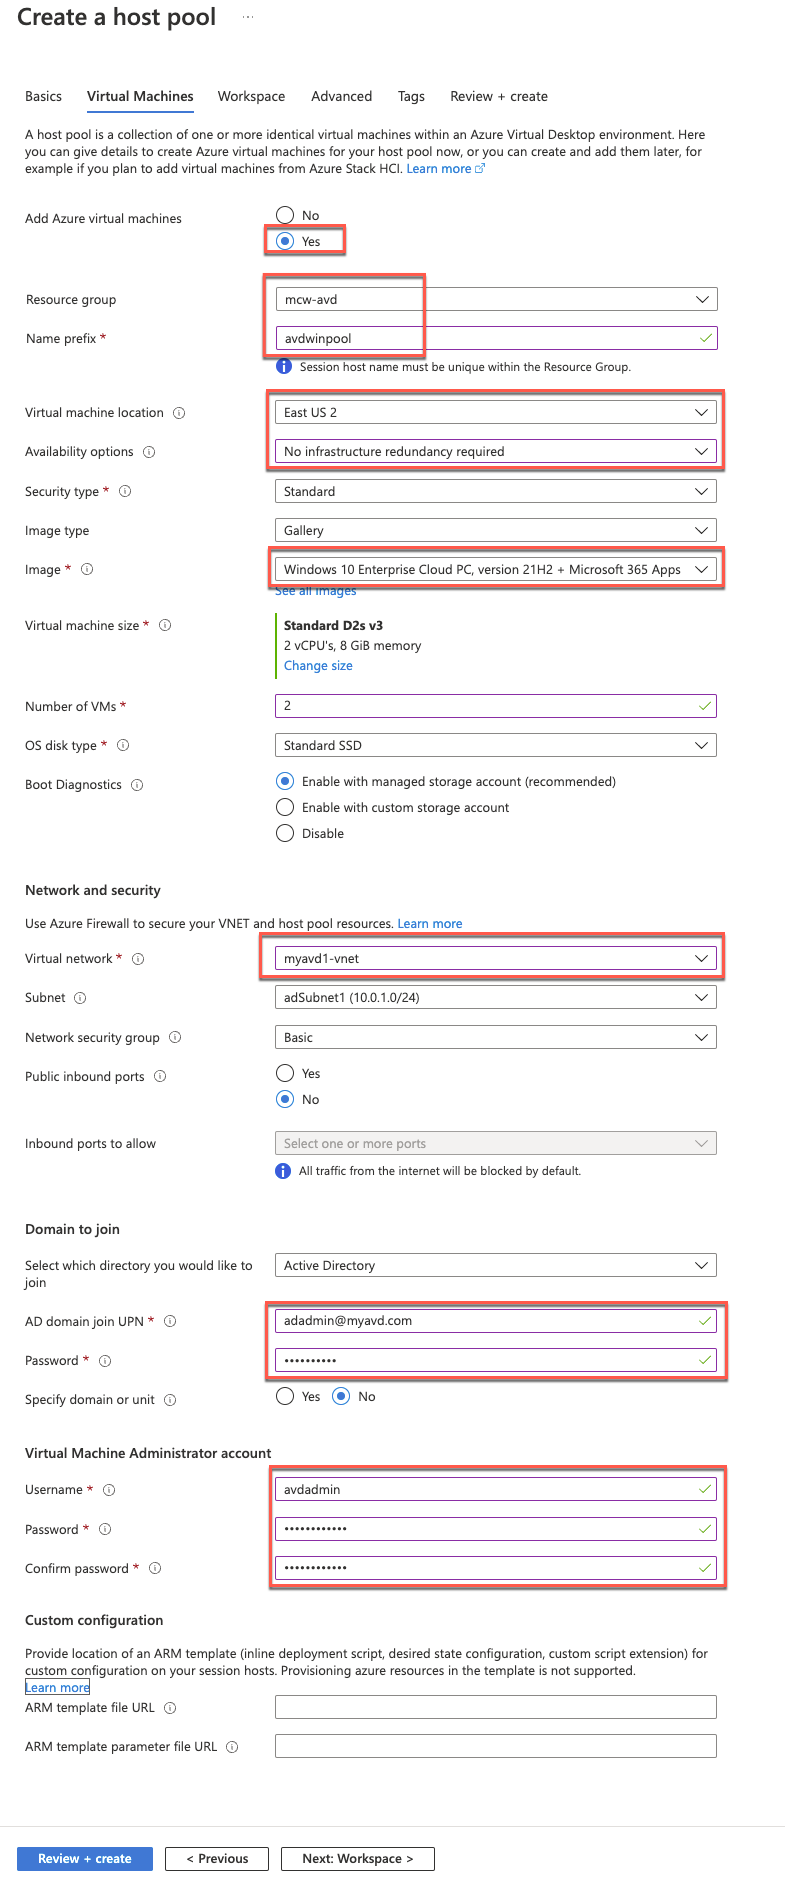 Create a host pool ...
Basics Virtual Machines Workspace Advanced Tags Review + create
A host pool is a collection of one or more identical virtual machines within an Azure Virtual Desktop environment. Here
you can give details to create Azure virtual machines for your host pool now, or you can create and add them later, for
example if you plan to add virtual machines from Azure Stack HCI. Learn more
Add Azure virtual machines
No
Yes
Resource group mcw-avd
Name prefix * avdwinpool
Session host name must be unique within the Resource Group.
Virtual machine location East US 2
Availability options No infrastructure redundancy required
Security type * Standard
Image type Gallery
Image * Windows 10 Enterprise Cloud PC, version 21H2 + Microsoft 365 Apps
See all images
Virtual machine size * Standard D2s v3
2 vCPU's, 8 GiB memory
Change size
Number of VMs * 2
OS disk type * Standard SSD
Boot Diagnostics Enable with managed storage account (recommended)
Enable with custom storage account
Disable
Network and security
Use Azure Firewall to secure your VNET and host pool resources. Learn more
Virtual network * myavd1-vnet
Subnet adSubnet1 (10.0.1.0/24)
Network security group Basic
Public inbound ports Yes
No
Inbound ports to allow Select one or more ports
All traffic from the internet will be blocked by default.
Domain to join
Select which directory you would like to
join
Active Directory
AD domain join UPN * adadmin@myavd.com
Password * ••••••••••
Specify domain or unit Yes No
Virtual Machine Administrator account
Username * avdadmin
Password * ••••••••••••
Confirm password * ••••••••••••
Custom configuration
Provide location of an ARM template (inline deployment script, desired state configuration, custom script extension) for
custom configuration on your session hosts. Provisioning azure resources in the template is not supported.
Learn more
ARM template file URL
ARM template parameter file URL
Review + create < Previous Next: Workspace >